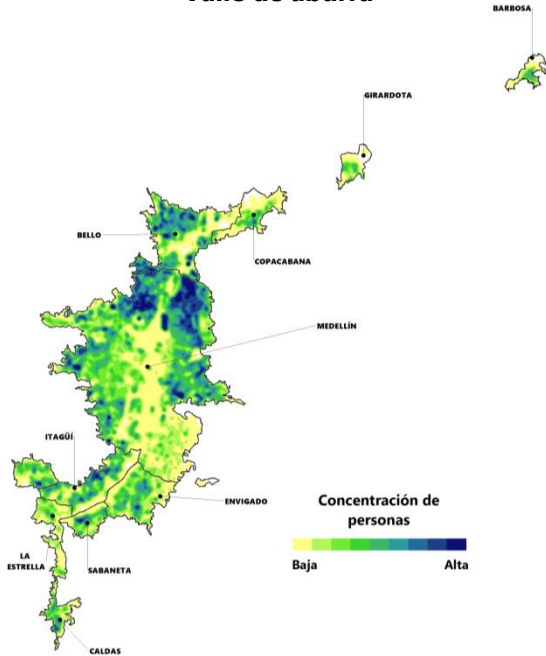 BARBOSA
GIRARDOTA
BELLO
COPACABANA
MEDELLÍN
ITAGÜÍ
ENVIGADO
Concentración de
personas
Baja
Alta
LA
ESTRELLA
SABANETA
CALDAS